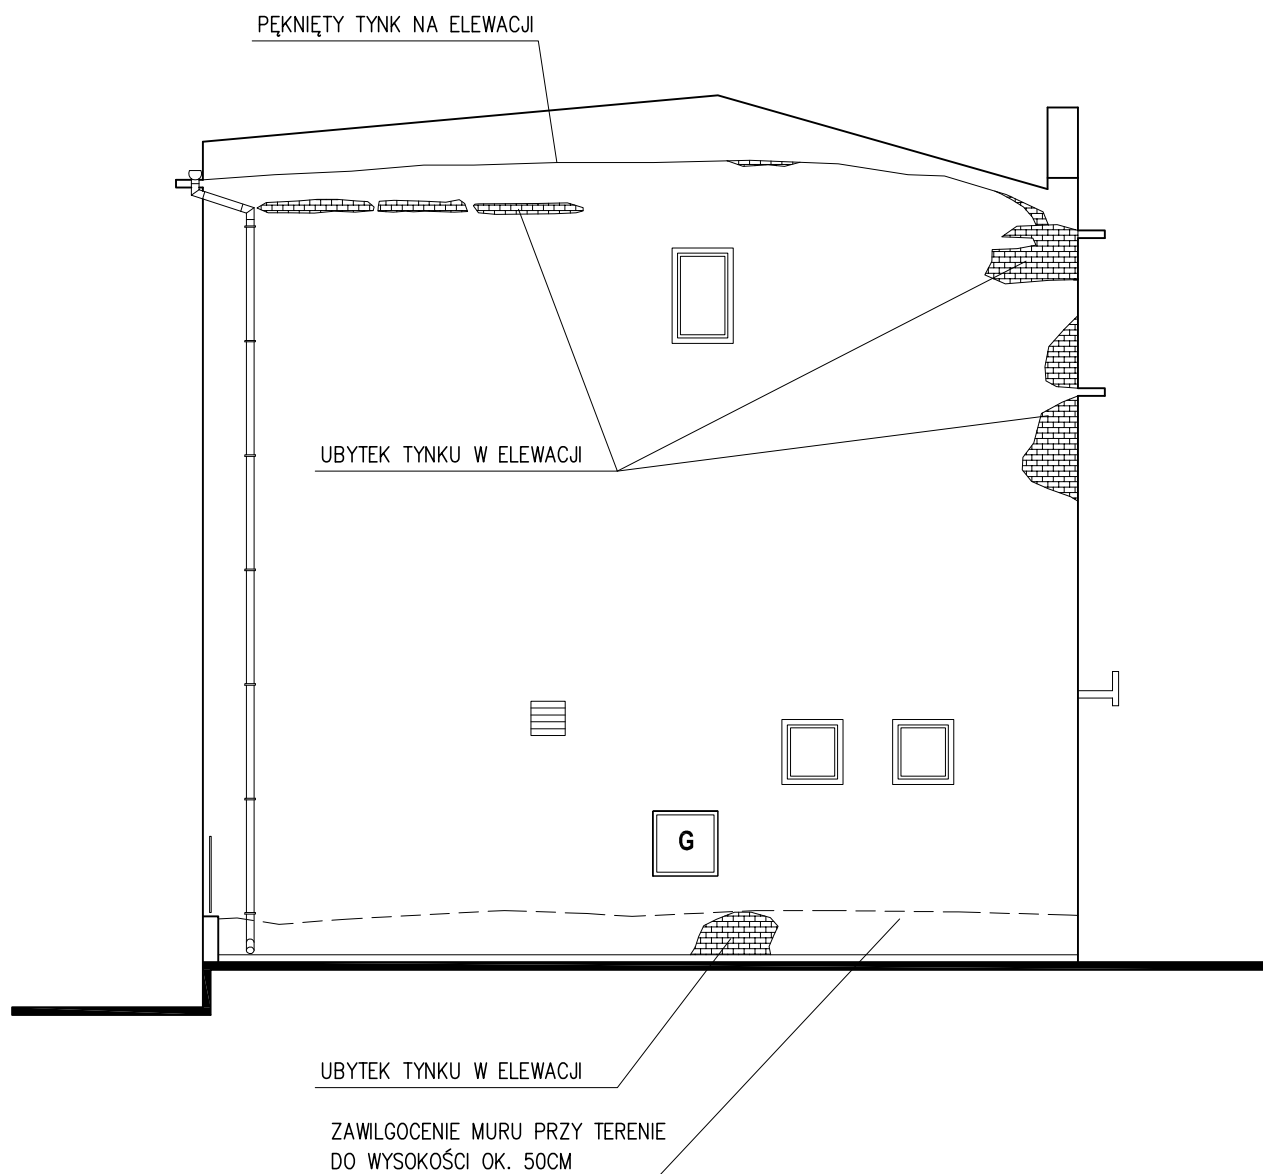 PĘKNIĘTY TYNK NA ELEWACJI
UBYTEK TYNKU W ELEWACJI
G
UBYTEK TYNKU W ELEWACJI
ZAWILGOCENIE MURU PRZY TERENIE
DO WYSOKOŚCI OK. 50CM